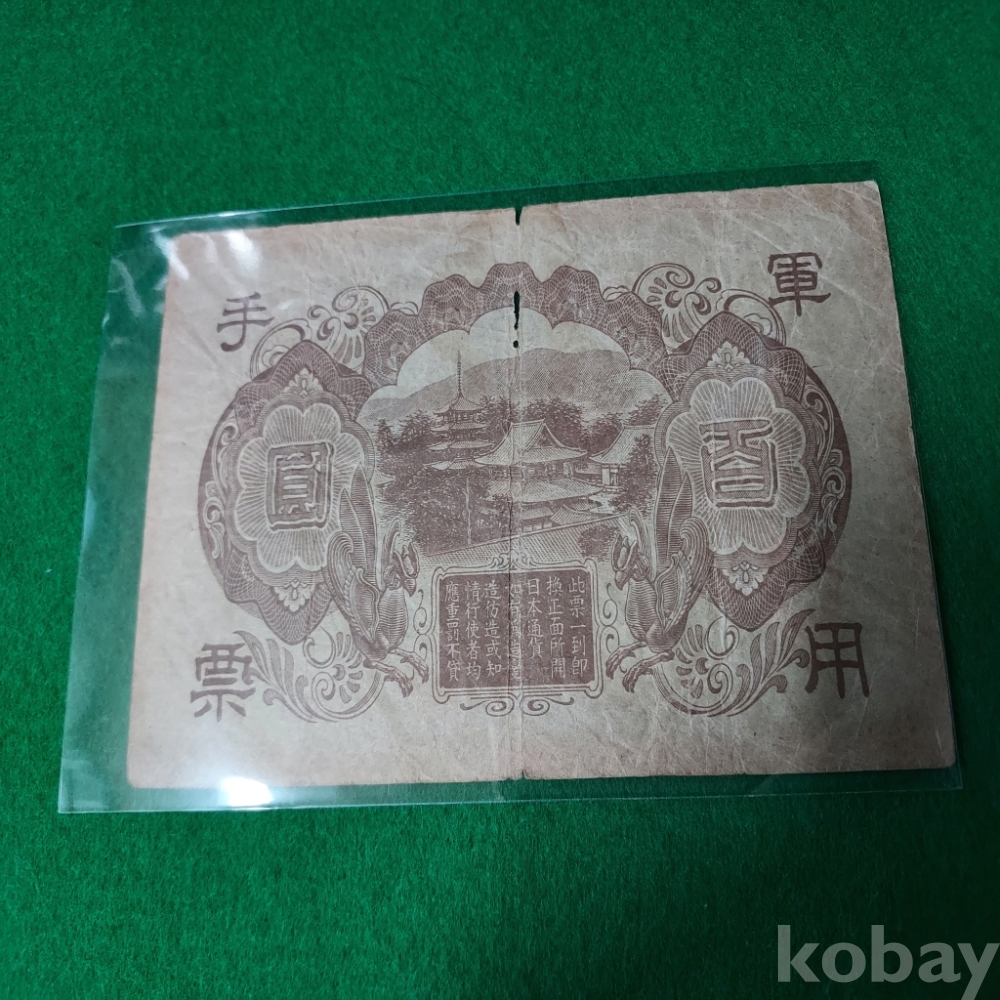 軍用
手票
百
圓
此票一到即
換正面所開
日本通貨
造仿造或知
情行使者均
應重罰不貸
kobay